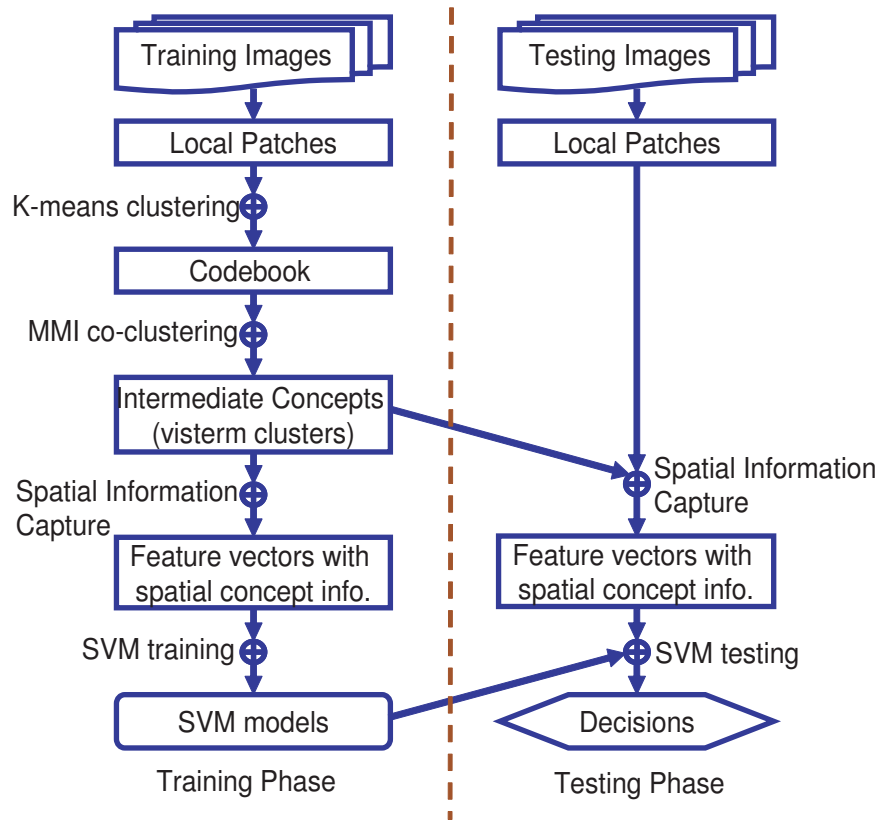 Training Images
Local Patches
K-means clustering
Codebook
MMI co-clustering
Intermediate Concepts
(visterm clusters)
Spatial Information
Capture
Feature vectors with
spatial concept info.
SVM training
SVM models
Training Phase
Testing Images
Local Patches
Spatial Information
Capture
Feature vectors with
spatial concept info.
SVM testing
Decisions
Testing Phase